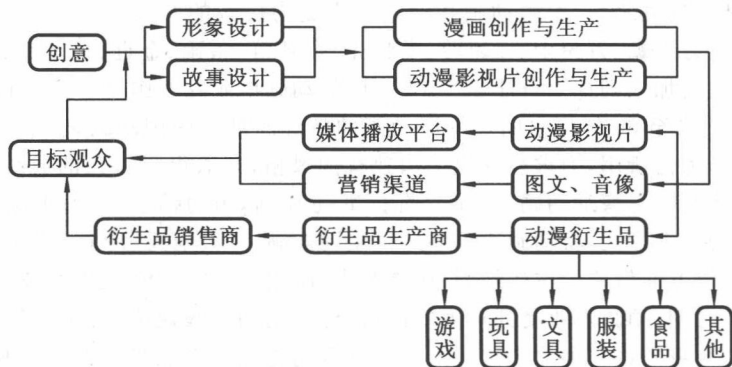 形象设计
漫画创作与生产
创意
故事设计
动漫影视片创作与生产
媒体播放平台
动漫影视片
目标观众
营销渠道
图文、音像
衍生品销售商
衍生品生产商
动漫衍生品
游戏
玩具
文具
服装
食品
其他